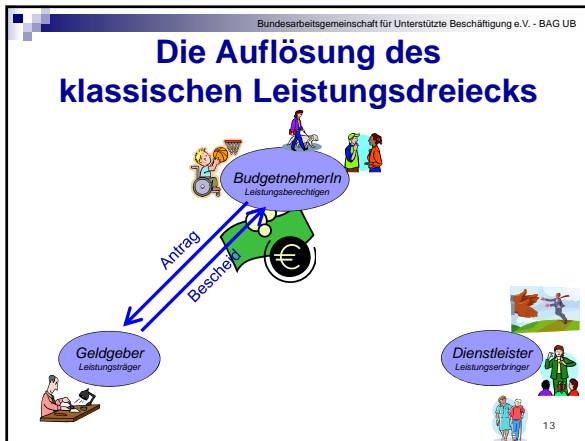 Bundesarbeitsgemeinschaft für Unterstützte Beschäftigung e.V. - BAG UB
Die Auflösung des
klassischen Leistungsdreiecks
BudgetnehmerIn
Leistungsberechtigen
Antrag
Bescheid
€
Geldgeber
Leistungsträger
Dienstleister
Leistungserbringer
13